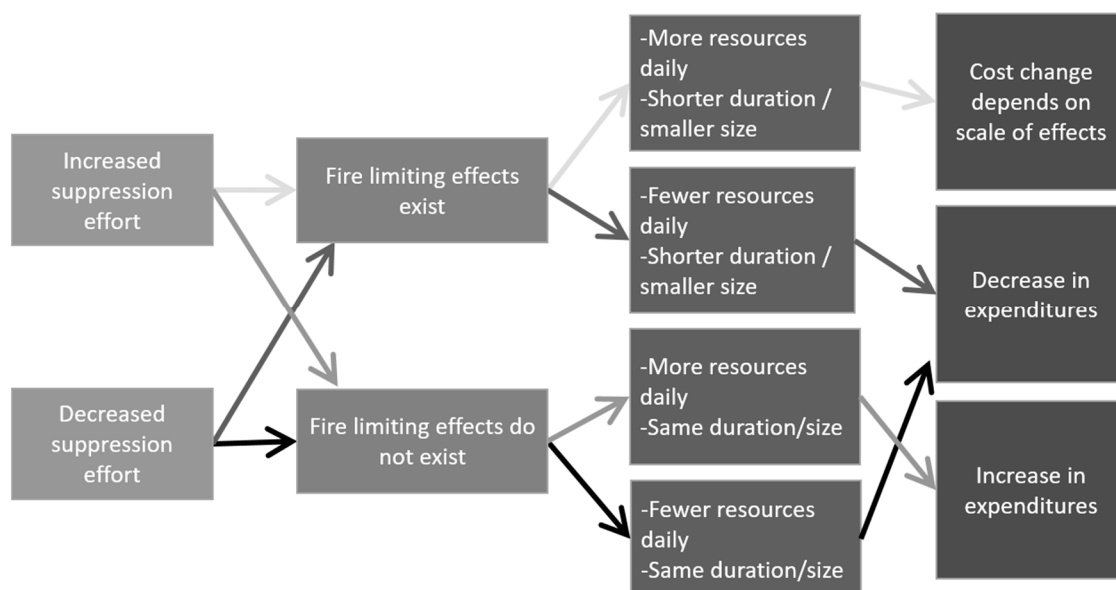 Increased
suppression
effort
Decreased
suppression
effort
Fire limiting effects
exist
Fire limiting effects do
not exist
-More resources
daily
-Shorter duration /
smaller size
-Fewer resources
daily
-Shorter duration /
smaller size
-More resources
daily
-Same duration/size
-Fewer resources
daily
-Same duration/size
Cost change
depends on
scale of effects
Decrease in
expenditures
Increase in
expenditures